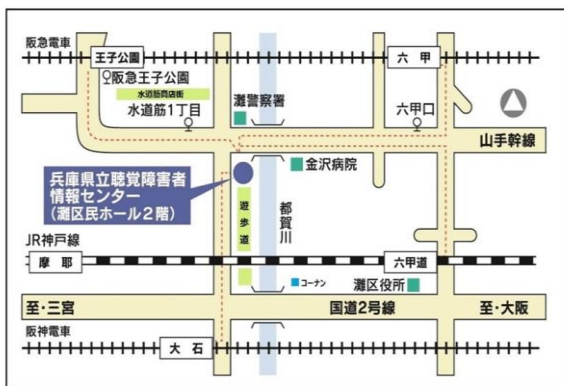 阪急電車
王子公園
六甲
阪急王子公園
水道筋商店街
水道筋1丁目
灘警察署
六甲口
山手幹線
金沢病院
兵庫県立聴覚障害者
情報センター
(灘区民ホール2階)
遊歩道
都賀川
JR神戸線
摩耶
六甲道
コーナン
灘区役所
至・三宮
国道2号線
至・大阪
阪神電車
大石